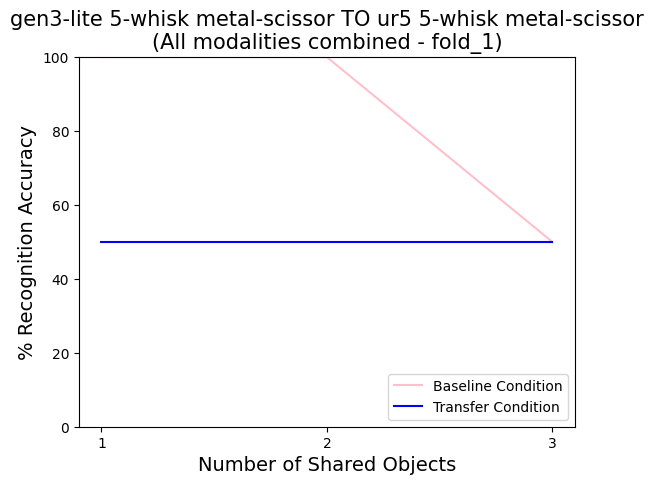 gen3-lite 5-whisk metal-scissor TO ur5 5-whisk metal-scissor
(All modalities combined - fold_1)
% Recognition Accuracy
100
80
60
40
20
0
Baseline Condition
Transfer Condition
1
2
3
Number of Shared Objects